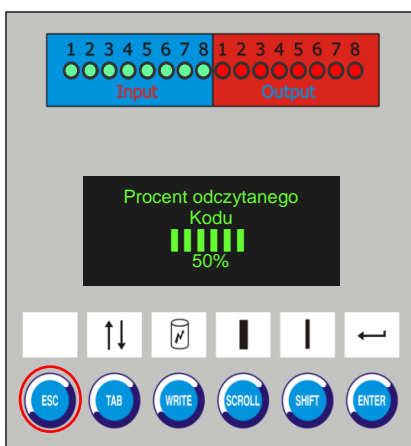 1 2 3 4 5 6 7 8 1 2 3 4 5 6 7 8
Input Output
Procent odczytanego
Kodu
50%
ESC TAB WRITE SCROLL SHIFT ENTER